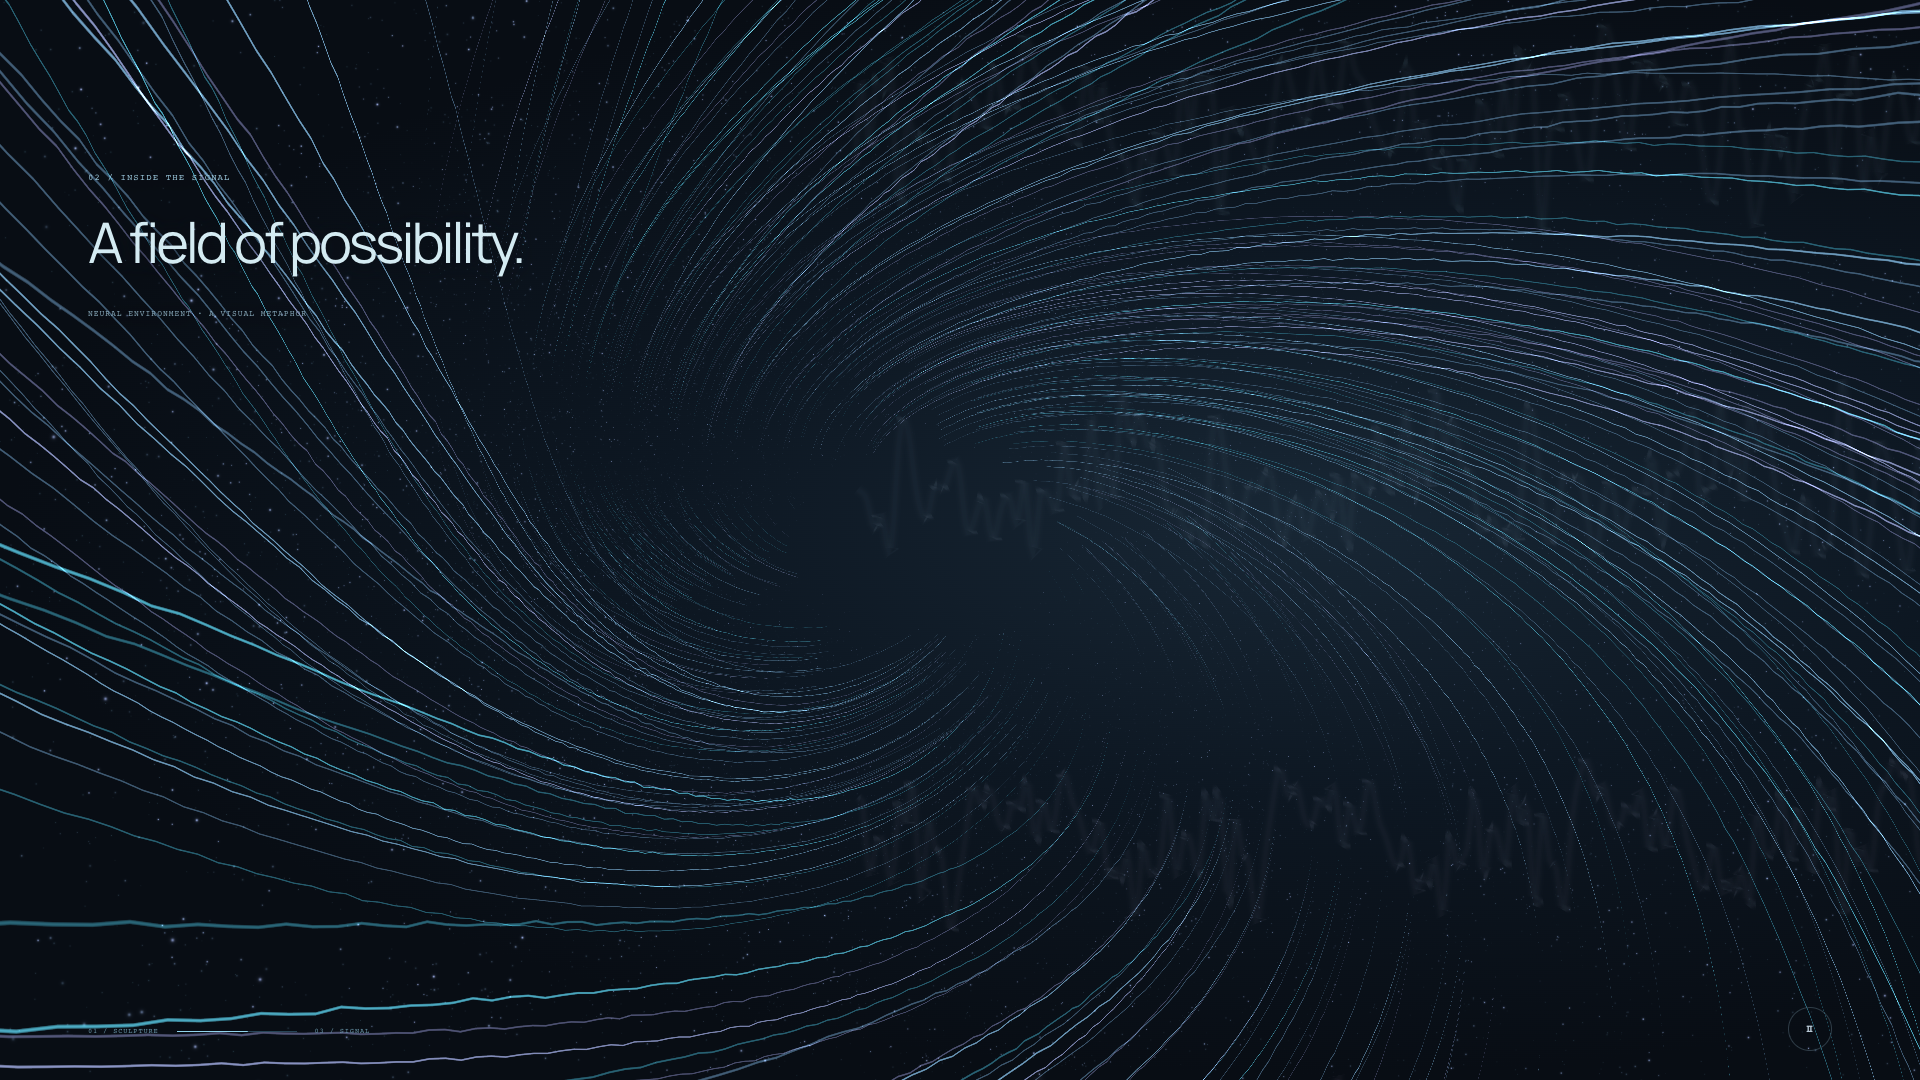 02 / INSIDE THE SIGNAL
A field of possibility.
NEURAL ENVIRONMENT · A VISUAL METAPHOR
01 / SCULPTURE
03 / SIGNAL
II